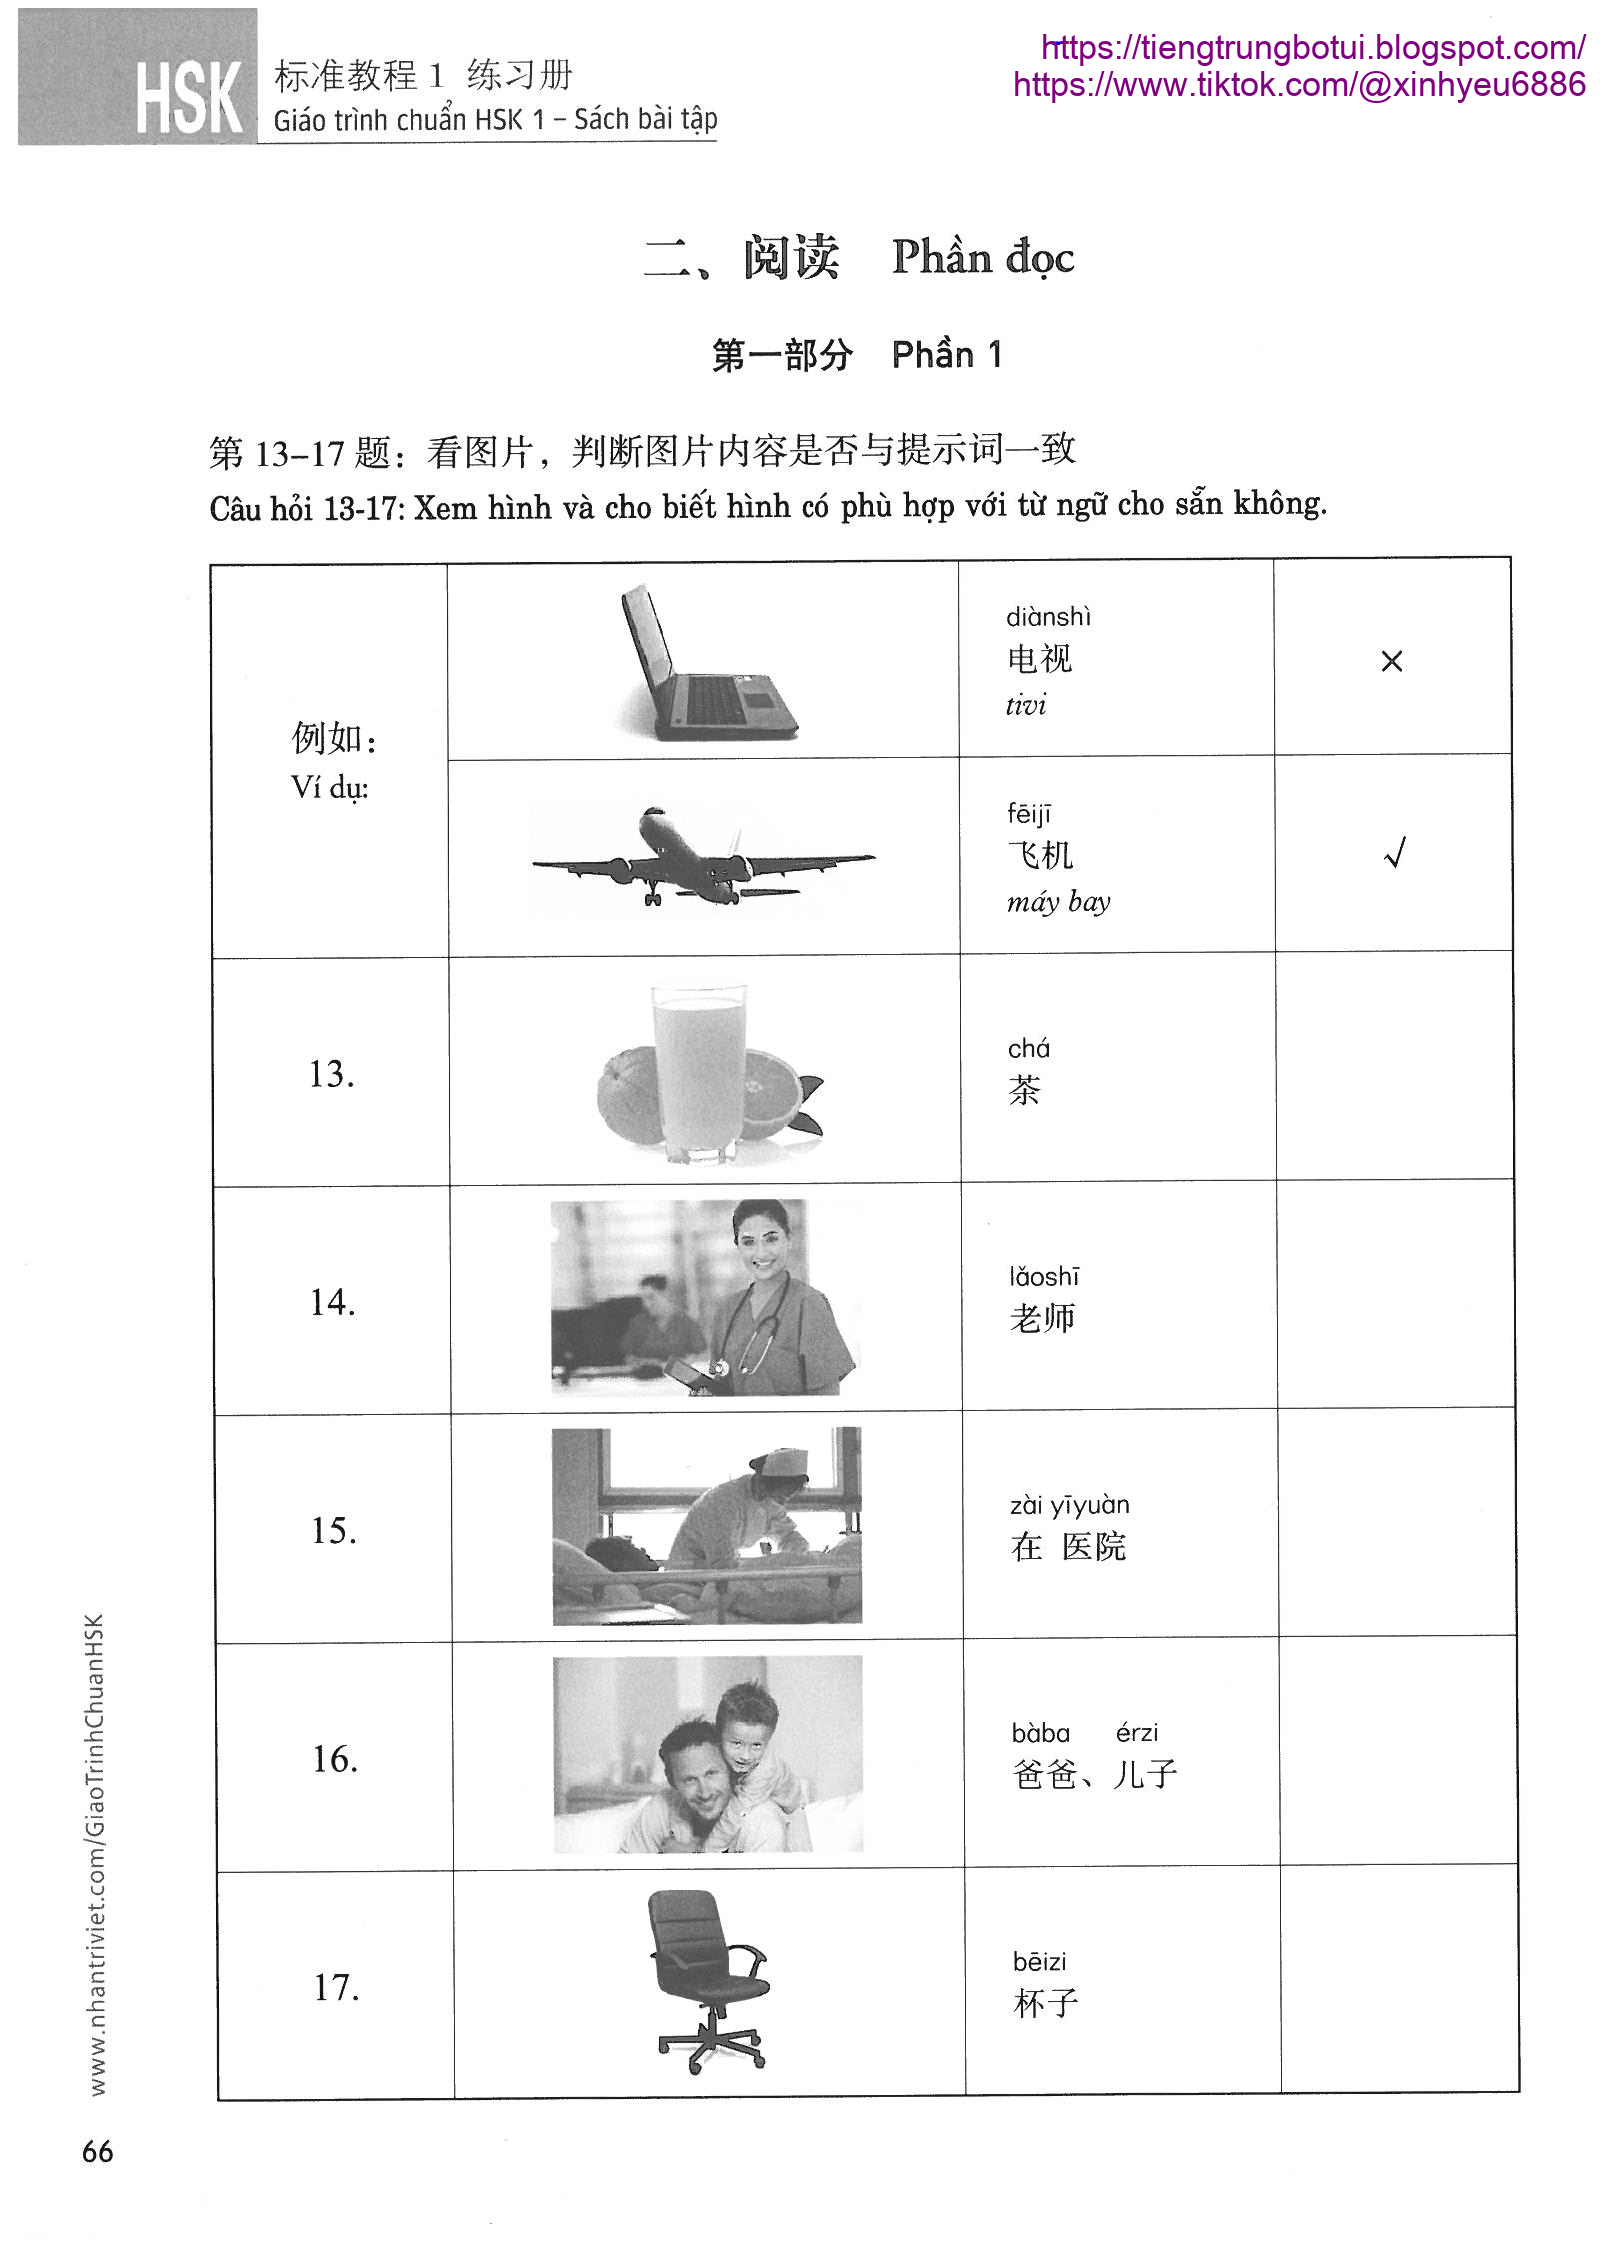 https://tiengtrungbotui.blogspot.com/
https://www.tiktok.com/@xinhyeu6886
HSK 标准教程 1 练习册
Giáo trình chuẩn HSK 1 – Sách bài tập
二、阅读 Phần đọc
第一部分 Phần 1
第 13–17 题：看图片，判断图片内容是否与提示词一致
Câu hỏi 13-17: Xem hình và cho biết hình có phù hợp với từ ngữ cho sẵn không.
例如：
Ví dụ:
diànshì
电视
tivi
×
fēijī
飞机
máy bay
√
13.
chá
茶
14.
lǎoshī
老师
15.
zài yīyuàn
在 医院
16.
bàba érzi
爸爸、儿子
17.
bēizi
杯子
www.nhantriviet.com/GiaoTrinhChuanHSK
66